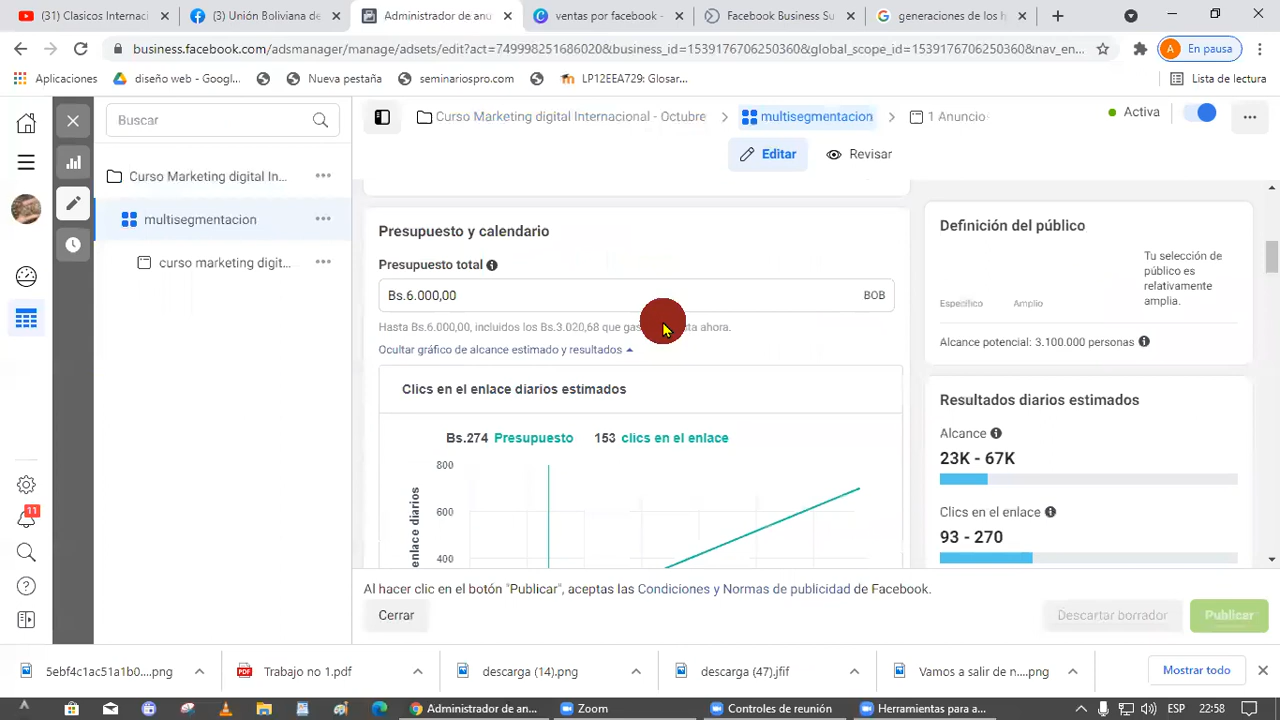 (31) Clasicos Internaci
(3) Unión Boliviana de
Administrador de anu
ventas por facebook -
Facebook Business Su
generaciones de los h
business.facebook.com/adsmanager/manage/adsets/edit?act=749998251686020&business_id=1539176706250360&global_scope_id=1539176706250360&nav_en...
A En pausa
Aplicaciones
diseño web - Googl...
Nueva pestaña
seminariospro.com
LP12EEA729: Glosar...
Lista de lectura
Buscar
Curso Marketing digital Internacional - Octubre
multisegmentacion
1 Anuncio
Activa
Editar
Revisar
Curso Marketing digital In...
multisegmentacion
curso marketing digit...
Presupuesto y calendario
Presupuesto total
Bs.6.000,00 BOB
Hasta Bs.6.000,00, incluidos los Bs.3.020,68 que gas ta ahora.
Ocultar gráfico de alcance estimado y resultados
Clics en el enlace diarios estimados
Bs.274 Presupuesto 153 clics en el enlace
800
600
400
enlace diarios
Definición del público
Tu selección de
público es
relativamente
amplia.
Específico Amplio
Alcance potencial: 3.100.000 personas
Resultados diarios estimados
Alcance
23K - 67K
Clics en el enlace
93 - 270
11
Al hacer clic en el botón "Publicar", aceptas las Condiciones y Normas de publicidad de Facebook.
Cerrar
Descartar borrador
Publicar
5ebf4c1ac51a1b0....png
Trabajo no 1.pdf
descarga (14).png
descarga (47).jfif
Vamos a salir de n....png
Mostrar todo
Administrador de an...
Zoom
Controles de reunión
Herramientas para a...
ESP
22:58